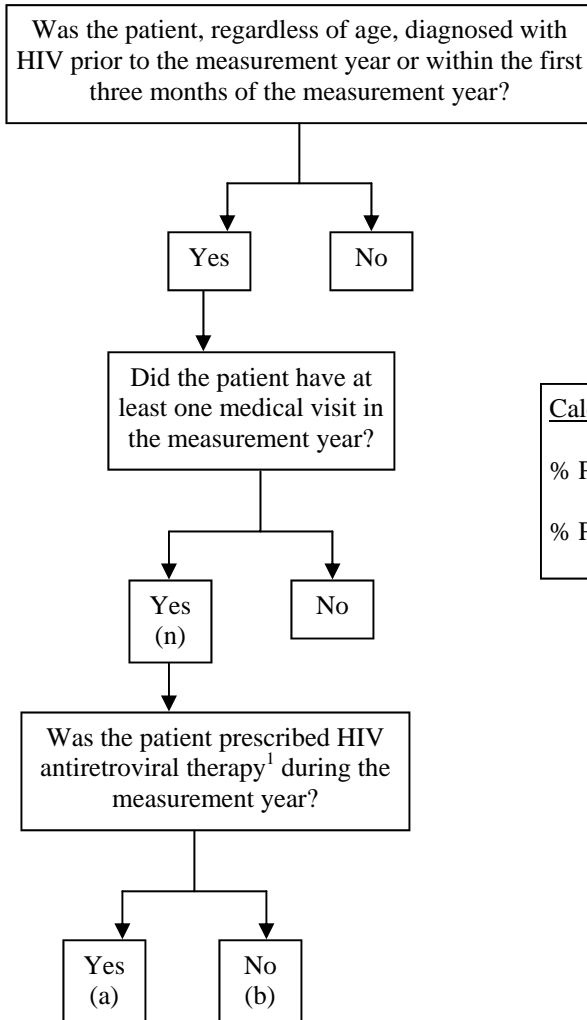 Was the patient, regardless of age, diagnosed with
HIV prior to the measurement year or within the first
three months of the measurement year?
Yes
No
Did the patient have at
least one medical visit in
the measurement year?
%
%
Yes
(n)
No
Was the patient prescribed HIV
antiretroviral therapy1 during the
measurement year?
Yes
(a)
No
(b)